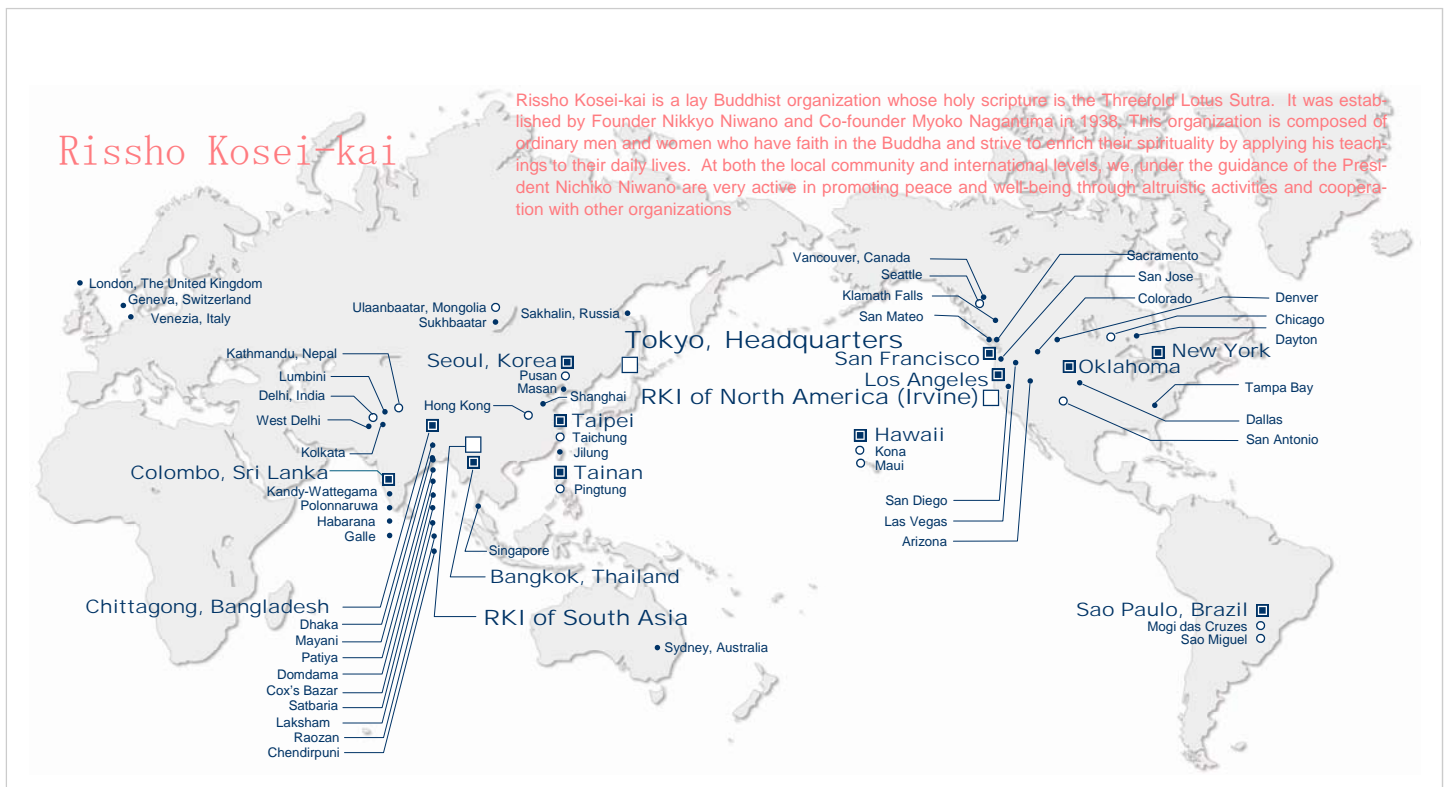 Rissho Kosei-kai
Rissho Kosei-kai is a lay Buddhist organization whose holy scripture is the Threefold Lotus Sutra. It was estab-
lished by Founder Nikkyo Niwano and Co-founder Myoko Naganuma in 1938. This organization is composed of
ordinary men and women who have faith in the Buddha and strive to enrich their spirituality by applying his teach-
ings to their daily lives. At both the local community and international levels, we, under the guidance of the Presi-
dent Nichiko Niwano are very active in promoting peace and well-being through altruistic activities and coopera-
tion with other organizations
London, The United Kingdom
Geneva, Switzerland
Venezia, Italy
Ulaanbaatar, Mongolia
Sukhbaatar
Sakhalin, Russia
Tokyo, Headquarters
Seoul, Korea
Pusan
Masan
Shanghai
Hong Kong
Kathmandu, Nepal
Lumbini
Delhi, India
West Delhi
Kolkata
Colombo, Sri Lanka
Kandy-Wattegama
Polonnaruwa
Habarana
Galle
Taipei
Taichung
Jilung
Tainan
Pingtung
Singapore
Bangkok, Thailand
RKI of South Asia
Chittagong, Bangladesh
Dhaka
Mayani
Patiya
Domdama
Cox's Bazar
Satbaria
Laksham
Raozan
Chendirpuni
Sydney, Australia
Vancouver, Canada
Seattle
Klamath Falls
San Mateo
San Francisco
Los Angeles
RKI of North America (Irvine)
Hawaii
Kona
Maui
San Diego
Las Vegas
Arizona
Sacramento
San Jose
Colorado
Denver
Chicago
Dayton
New York
Oklahoma
Tampa Bay
Dallas
San Antonio
Sao Paulo, Brazil
Mogi das Cruzes
Sao Miguel